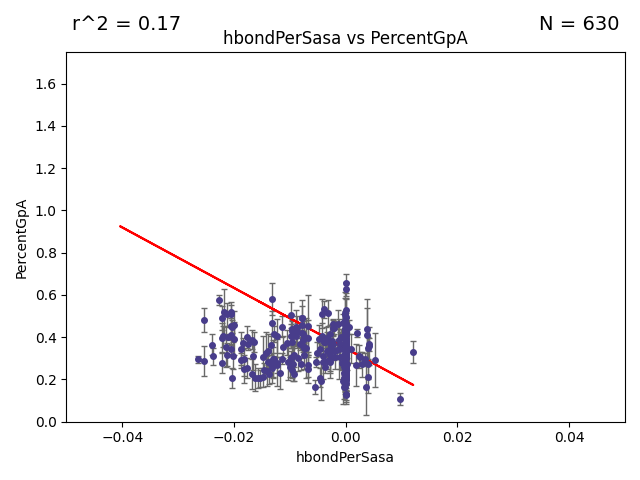 r^2 = 0.17
N = 630
hbondPerSasa vs PercentGpA
PercentGpA
1.6
1.4
1.2
1.0
0.8
0.6
0.4
0.2
0.0
−0.04
−0.02
0.00
0.02
0.04
hbondPerSasa